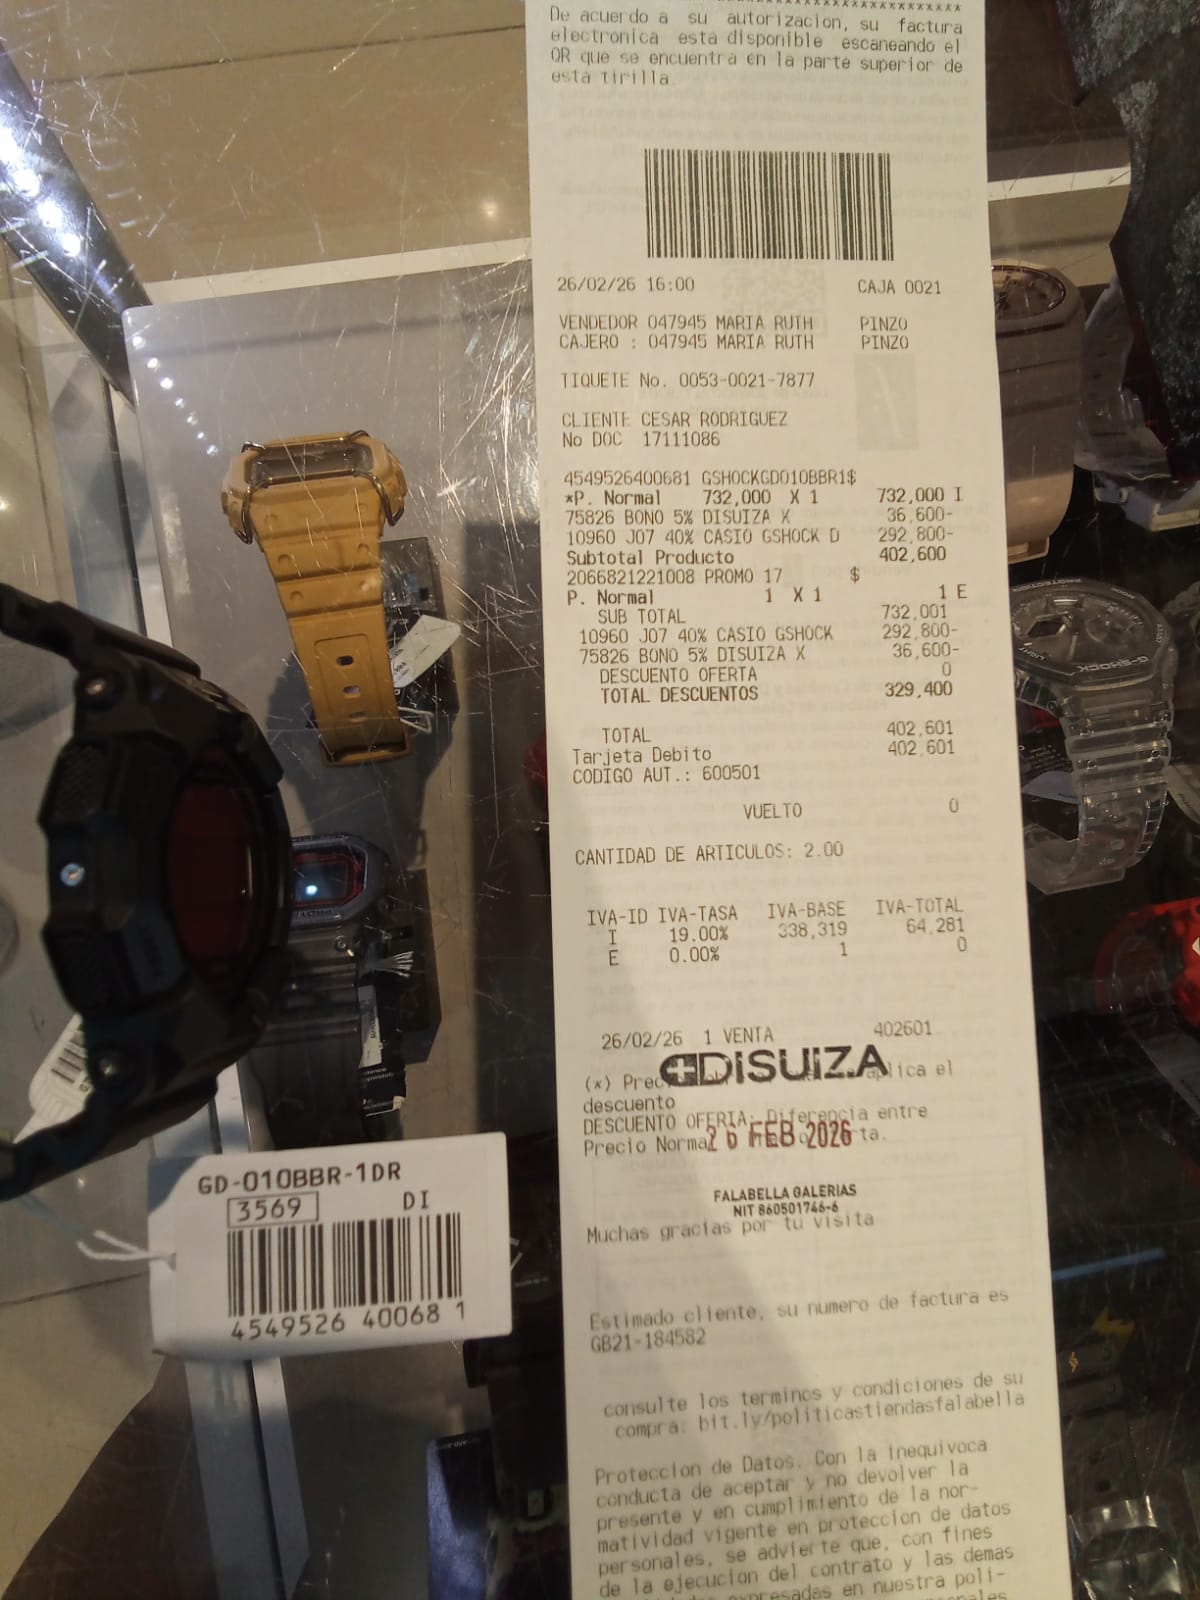 De acuerdo a su autorizacion, su factura
electronica esta disponible escaneando el
QR que se encuentra en la parte superior de
esta tirilla.
26/02/26 16:00 CAJA 0021
VENDEDOR 047945 MARIA RUTH PINZO
CAJERO : 047945 MARIA RUTH PINZO
TIQUETE No. 0053-0021-7877
CLIENTE CESAR RODRIGUEZ
No DOC 17111086
4549526400681 GSHOCKGD010BBR1$
*P. Normal 732,000 X 1 732,000 I
75826 BONO 5% DISUIZA X 36,600-
10960 J07 40% CASIO GSHOCK D 292,800-
Subtotal Producto 402,600
2066821221008 PROMO 17 $
P. Normal 1 X 1 1 E
SUB TOTAL 732,001
10960 J07 40% CASIO GSHOCK 292,800-
75826 BONO 5% DISUIZA X 36,600-
DESCUENTO OFERTA 0
TOTAL DESCUENTOS 329,400
TOTAL 402,601
Tarjeta Debito 402,601
CODIGO AUT.: 600501
VUELTO 0
CANTIDAD DE ARTICULOS: 2.00
IVA-ID IVA-TASA IVA-BASE IVA-TOTAL
I 19.00% 338,319 64,281
E 0.00% 1 0
26/02/26 1 VENTA 402601
DISUIZA
(*) aplica el
descuento
DESCUENTO OFERTA: Diferencia entre
Precio
26 FEB 2026
FALABELLA GALERIAS
NIT 860501746-6
Muchas gracias por tu visita
Estimado cliente, su numero de factura es
GB21-184582
consulte los terminos y condiciones de su
compra: bit.ly/politicastiendasfalabella
Proteccion de Datos. Con la inequivoca
conducta de aceptar y no devolver la
presente y en cumplimiento de la nor-
matividad vigente en proteccion de datos
personales, se advierte que, con fines
de la ejecucion del contrato y las demas
expresadas en nuestra poli-
GD-010BBR-1DR
3569 DI
4549526 40068 1
PROTECTION
LIGHT
G-SHOCK